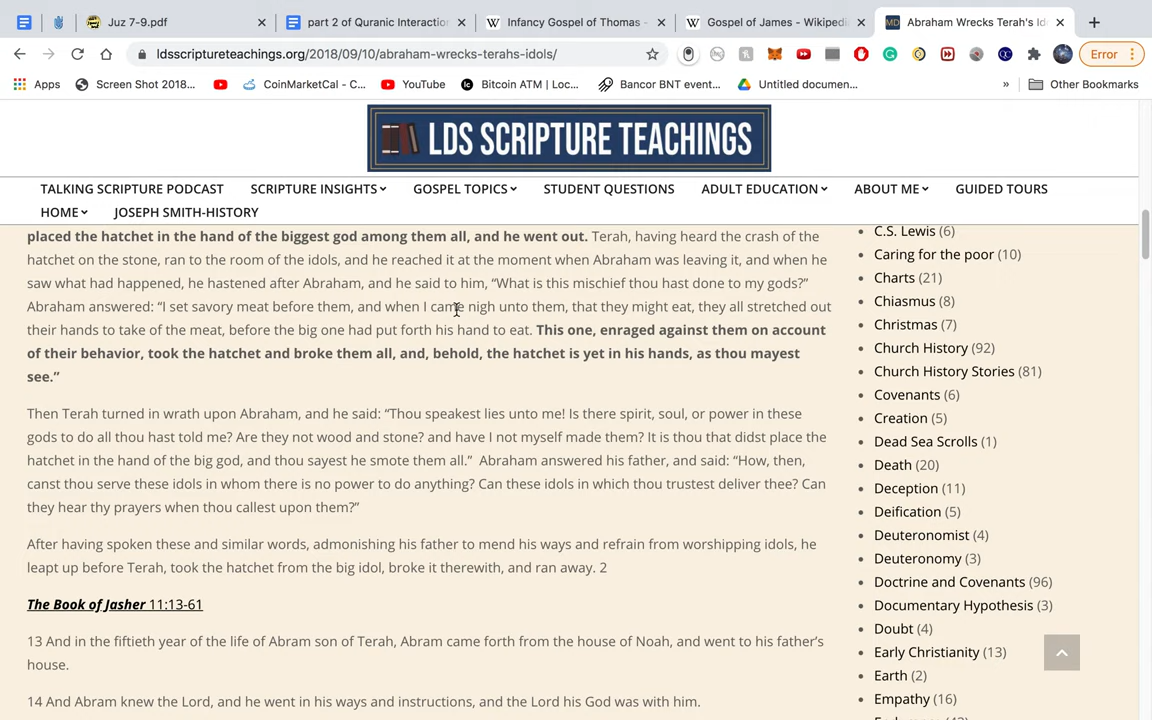 Juz 7-9.pdf
part 2 of Quranic Interaction
Infancy Gospel of Thomas -
Gospel of James - Wikipedi
Abraham Wrecks Terah's Id
ldsscriptureteachings.org/2018/09/10/abraham-wrecks-terahs-idols/
Error
Apps
Screen Shot 2018...
CoinMarketCal - C...
YouTube
Bitcoin ATM | Loc...
Bancor BNT event...
Untitled documen...
»
Other Bookmarks
LDS SCRIPTURE TEACHINGS
TALKING SCRIPTURE PODCAST
SCRIPTURE INSIGHTS
GOSPEL TOPICS
STUDENT QUESTIONS
ADULT EDUCATION
ABOUT ME
GUIDED TOURS
HOME
JOSEPH SMITH-HISTORY
placed the hatchet in the hand of the biggest god among them all, and he went out. Terah, having heard the crash of the
hatchet on the stone, ran to the room of the idols, and he reached it at the moment when Abraham was leaving it, and when he
saw what had happened, he hastened after Abraham, and he said to him, “What is this mischief thou hast done to my gods?”
Abraham answered: “I set savory meat before them, and when I came nigh unto them, that they might eat, they all stretched out
their hands to take of the meat, before the big one had put forth his hand to eat. This one, enraged against them on account
of their behavior, took the hatchet and broke them all, and, behold, the hatchet is yet in his hands, as thou mayest
see.”
Then Terah turned in wrath upon Abraham, and he said: “Thou speakest lies unto me! Is there spirit, soul, or power in these
gods to do all thou hast told me? Are they not wood and stone? and have I not myself made them? It is thou that didst place the
hatchet in the hand of the big god, and thou sayest he smote them all.”  Abraham answered his father, and said: “How, then,
canst thou serve these idols in whom there is no power to do anything? Can these idols in which thou trustest deliver thee? Can
they hear thy prayers when thou callest upon them?”
After having spoken these and similar words, admonishing his father to mend his ways and refrain from worshipping idols, he
leapt up before Terah, took the hatchet from the big idol, broke it therewith, and ran away. 2
The Book of Jasher 11:13-61
13 And in the fiftieth year of the life of Abram son of Terah, Abram came forth from the house of Noah, and went to his father’s
house.
14 And Abram knew the Lord, and he went in his ways and instructions, and the Lord his God was with him.
C.S. Lewis (6)
Caring for the poor (10)
Charts (21)
Chiasmus (8)
Christmas (7)
Church History (92)
Church History Stories (81)
Covenants (6)
Creation (5)
Dead Sea Scrolls (1)
Death (20)
Deception (11)
Deification (5)
Deuteronomist (4)
Deuteronomy (3)
Doctrine and Covenants (96)
Documentary Hypothesis (3)
Doubt (4)
Early Christianity (13)
Earth (2)
Empathy (16)